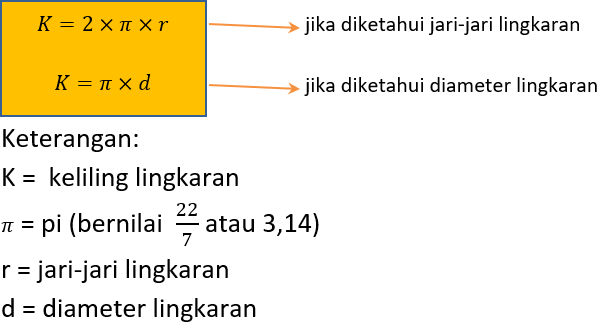 K = 2 × π × r jika diketahui jari-jari lingkaran
K = π × d jika diketahui diameter lingkaran
Keterangan:
K = keliling lingkaran
π = pi (bernilai 22/7 atau 3,14)
r = jari-jari lingkaran
d = diameter lingkaran